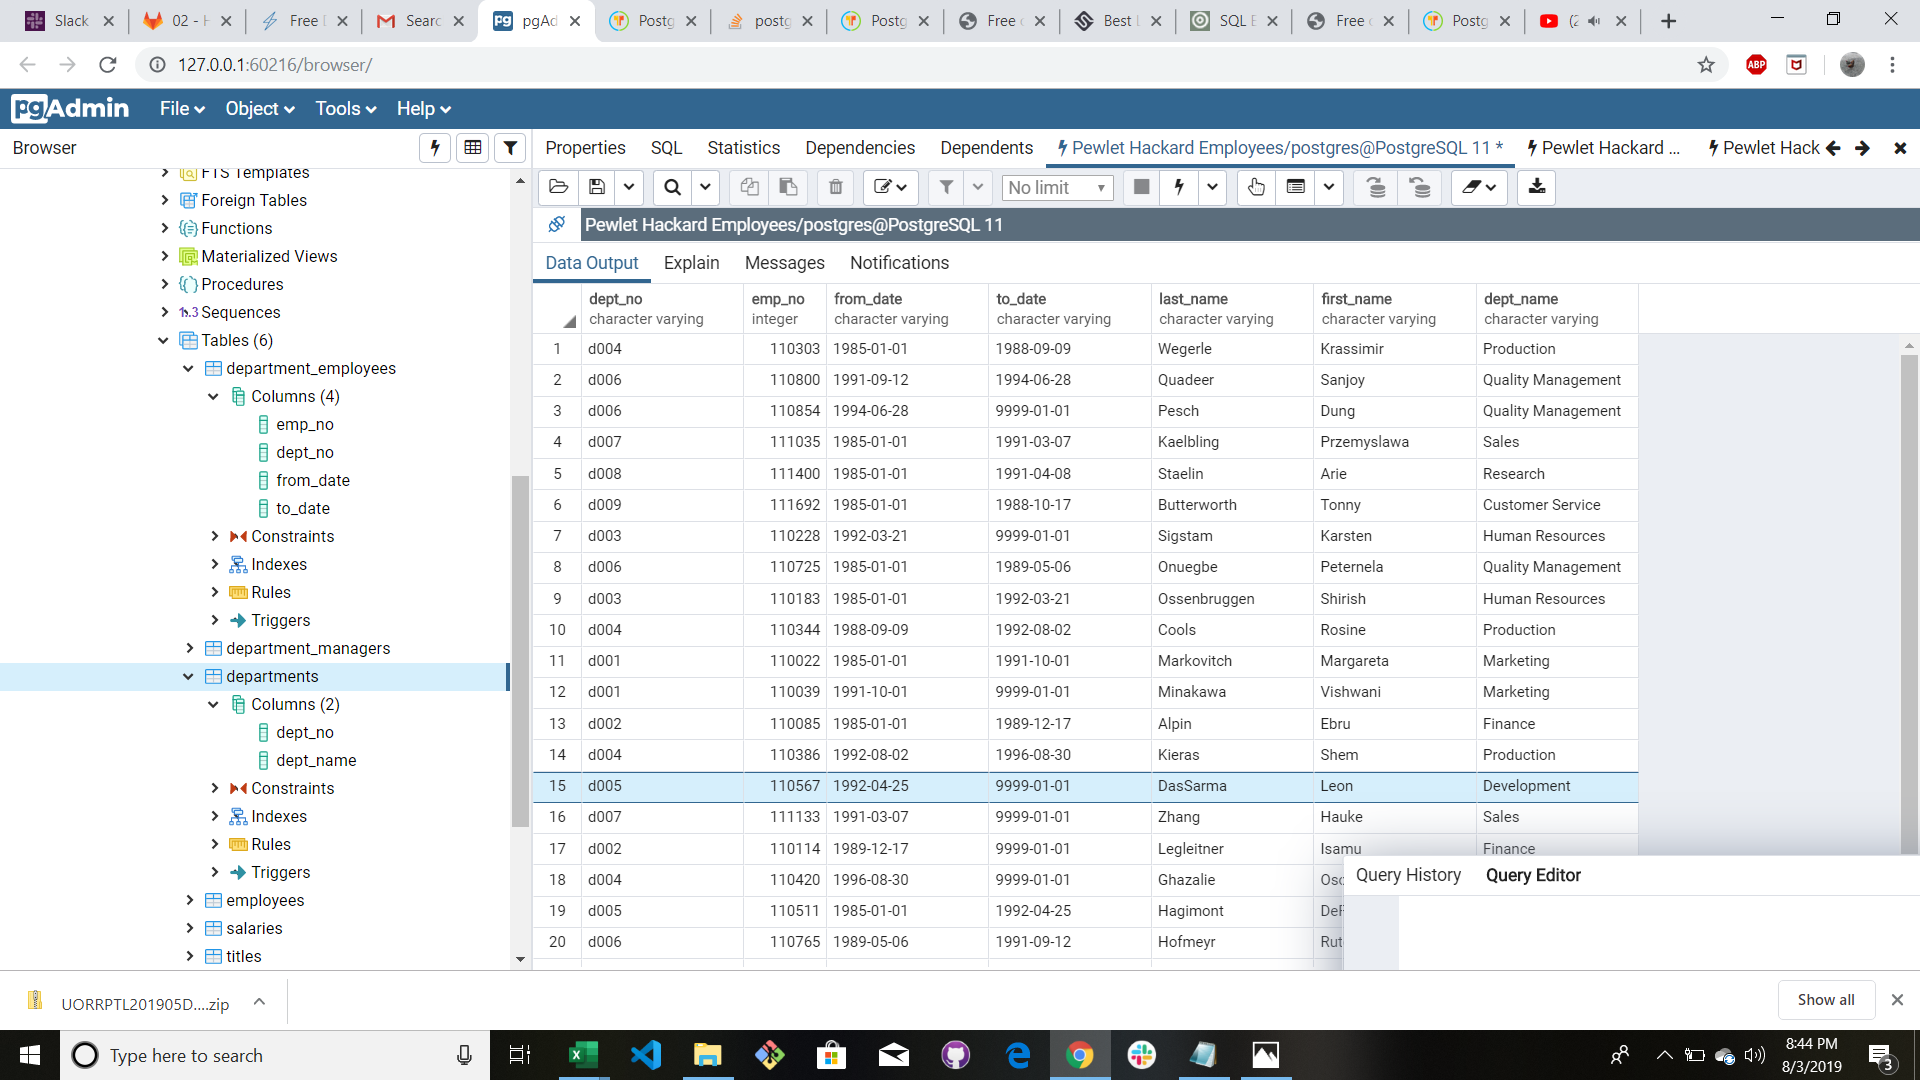 Slack
02 - H
Free D
Searc
pgAd
Postg
postg
Postg
Free
Best L
SQL E
Free
Postg
(2
127.0.0.1:60216/browser/
ABP
pgAdmin File Object Tools Help
Browser
Properties SQL Statistics Dependencies Dependents Pewlet Hackard Employees/postgres@PostgreSQL 11 * Pewlet Hackard ... Pewlet Hack
No limit
Pewlet Hackard Employees/postgres@PostgreSQL 11
Data Output Explain Messages Notifications
FTS Templates
Foreign Tables
Functions
Materialized Views
Procedures
1..3 Sequences
Tables (6)
department_employees
Columns (4)
emp_no
dept_no
from_date
to_date
Constraints
Indexes
Rules
Triggers
department_managers
departments
Columns (2)
dept_no
dept_name
Constraints
Indexes
Rules
Triggers
employees
salaries
titles
dept_no emp_no from_date to_date last_name first_name dept_name
character varying integer character varying character varying character varying character varying character varying
1 d004 110303 1985-01-01 1988-09-09 Wegerle Krassimir Production
2 d006 110800 1991-09-12 1994-06-28 Quadeer Sanjoy Quality Management
3 d006 110854 1994-06-28 9999-01-01 Pesch Dung Quality Management
4 d007 111035 1985-01-01 1991-03-07 Kaelbling Przemyslawa Sales
5 d008 111400 1985-01-01 1991-04-08 Staelin Arie Research
6 d009 111692 1985-01-01 1988-10-17 Butterworth Tonny Customer Service
7 d003 110228 1992-03-21 9999-01-01 Sigstam Karsten Human Resources
8 d006 110725 1985-01-01 1989-05-06 Onuegbe Peternela Quality Management
9 d003 110183 1985-01-01 1992-03-21 Ossenbruggen Shirish Human Resources
10 d004 110344 1988-09-09 1992-08-02 Cools Rosine Production
11 d001 110022 1985-01-01 1991-10-01 Markovitch Margareta Marketing
12 d001 110039 1991-10-01 9999-01-01 Minakawa Vishwani Marketing
13 d002 110085 1985-01-01 1989-12-17 Alpin Ebru Finance
14 d004 110386 1992-08-02 1996-08-30 Kieras Shem Production
15 d005 110567 1992-04-25 9999-01-01 DasSarma Leon Development
16 d007 111133 1991-03-07 9999-01-01 Zhang Hauke Sales
17 d002 110114 1989-12-17 9999-01-01 Legleitner Isamu Finance
18 d004 110420 1996-08-30 9999-01-01 Ghazalie Osc
19 d005 110511 1985-01-01 1992-04-25 Hagimont DeF
20 d006 110765 1989-05-06 1991-09-12 Hofmeyr Rut
Query History Query Editor
UORRPTL201905D....zip
Show all
Type here to search
8:44 PM
8/3/2019
3